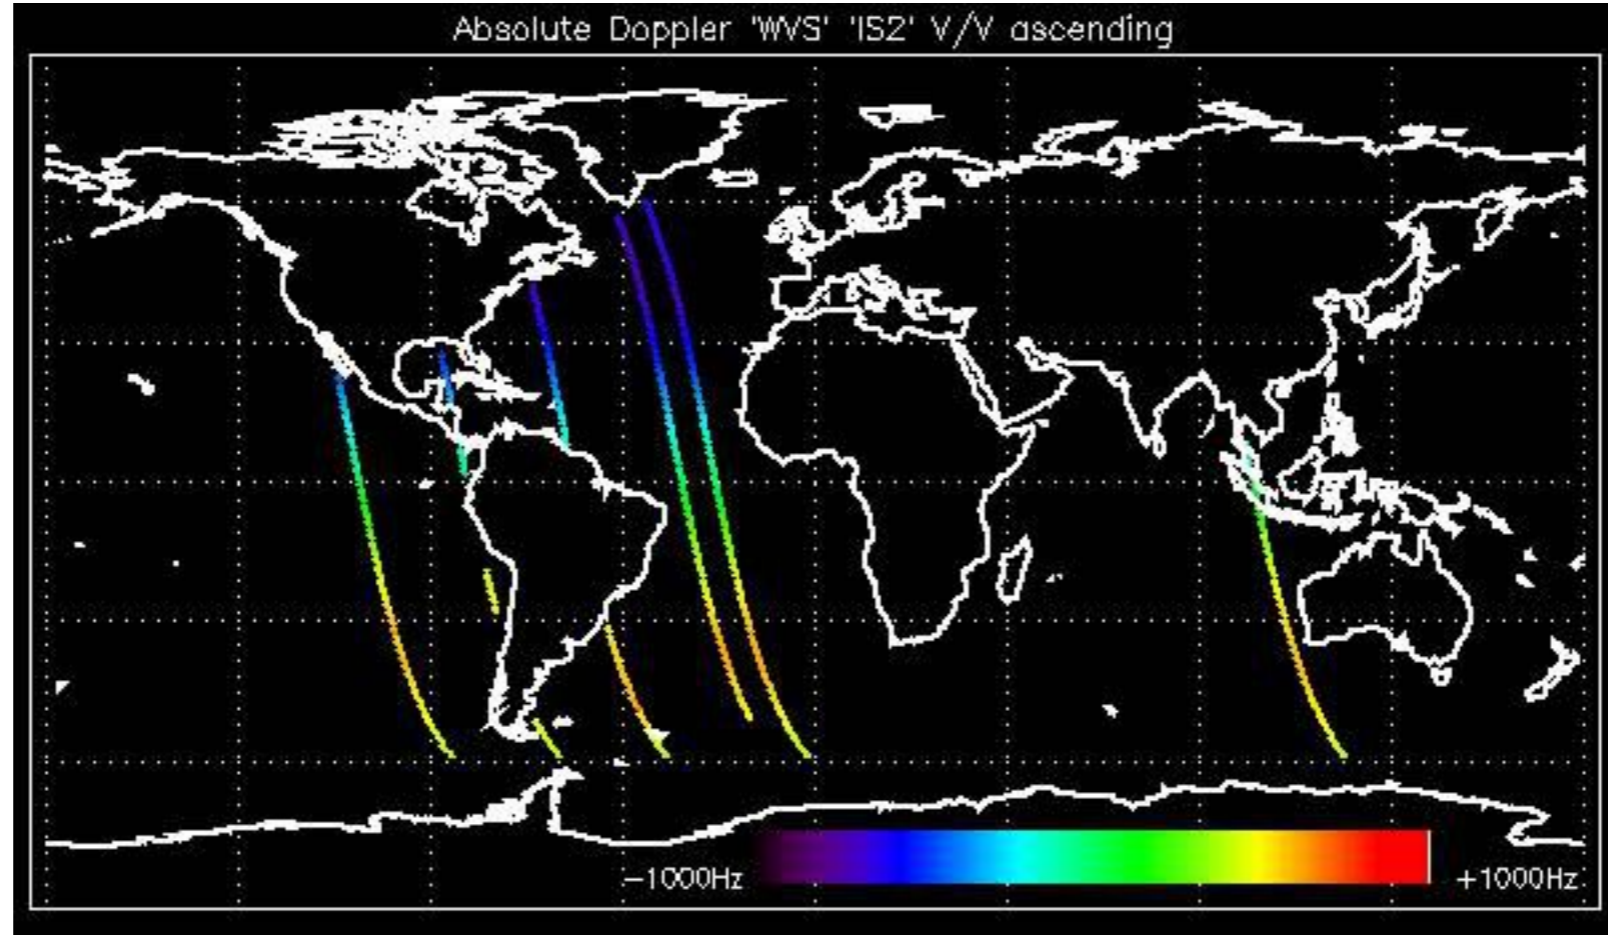 Absolute Doppler 'WVS' 'IS2' V/V ascending
−1000Hz
+1000Hz